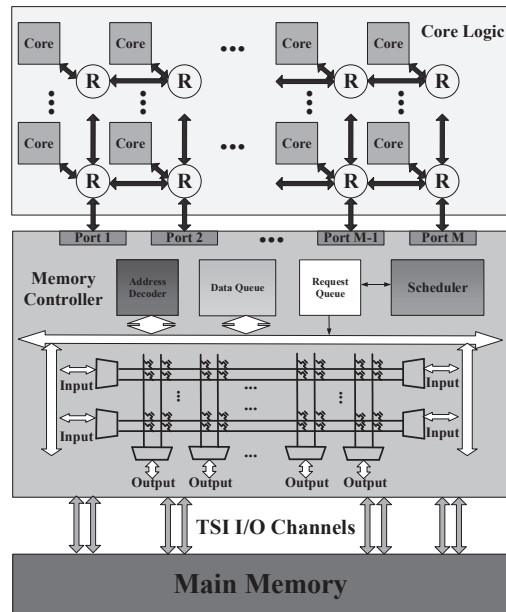 Core Core Core Core Core Logic
R R R R
Core Core Core Core
R R R R
Port 1 Port 2 Port M-1 Port M
Memory
Controller
Address
Decoder
Data Queue
Request
Queue
Scheduler
Input Input
Input Input
Output Output Output Output
TSI I/O Channels
Main Memory